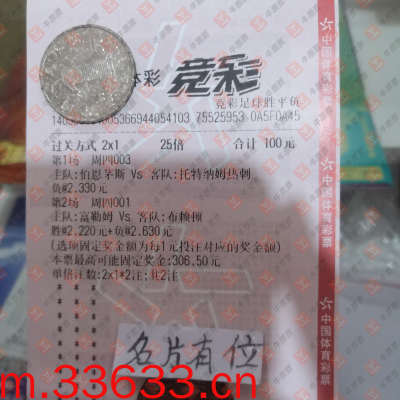 体彩 竞彩
竞彩足球胜平负
75525953 0A5F0A45
过关方式 2x1 25倍 合计 100元
第1场 周四003
主队:伯恩茅斯 Vs 客队:托特纳姆热刺
负@2.330元
第2场 周四001
主队:富勒姆 Vs 客队:布赖顿
胜@2.220元+负@2.630元
(选项固定奖金额为每1元投注对应的奖金额)
本票最高可能固定奖金:306.50元
单倍注数:2x1*2注;共2注
名片有位
m.33633.cn
中国体育彩票
中国体育彩票
中国体育彩票